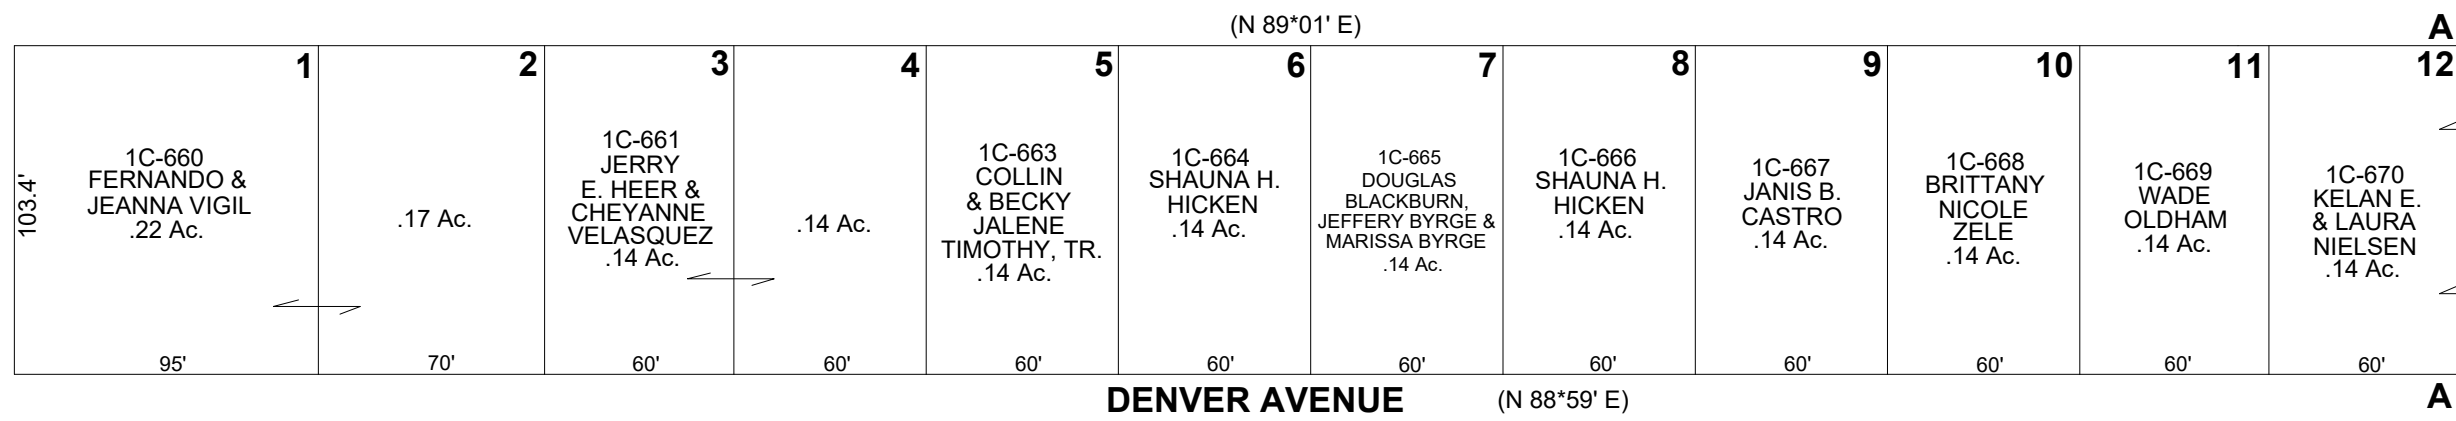 (N 89*01' E)
A
1
2
3
4
5
6
7
8
9
10
11
12
103.4'
1C-660
FERNANDO &
JEANNA VIGIL
.22 Ac.
.17 Ac.
1C-661
JERRY
E. HEER &
CHEYANNE
VELASQUEZ
.14 Ac.
.14 Ac.
1C-663
COLLIN
& BECKY
JALENE
TIMOTHY, TR.
.14 Ac.
1C-664
SHAUNA H.
HICKEN
.14 Ac.
1C-665
DOUGLAS
BLACKBURN,
JEFFERY BYRGE &
MARISSA BYRGE
.14 Ac.
1C-666
SHAUNA H.
HICKEN
.14 Ac.
1C-667
JANIS B.
CASTRO
.14 Ac.
1C-668
BRITTANY
NICOLE
ZELE
.14 Ac.
1C-669
WADE
OLDHAM
.14 Ac.
1C-670
KELAN E.
& LAURA
NIELSEN
.14 Ac.
95'
70'
60'
60'
60'
60'
60'
60'
60'
60'
60'
60'
DENVER AVENUE
(N 88*59' E)
A